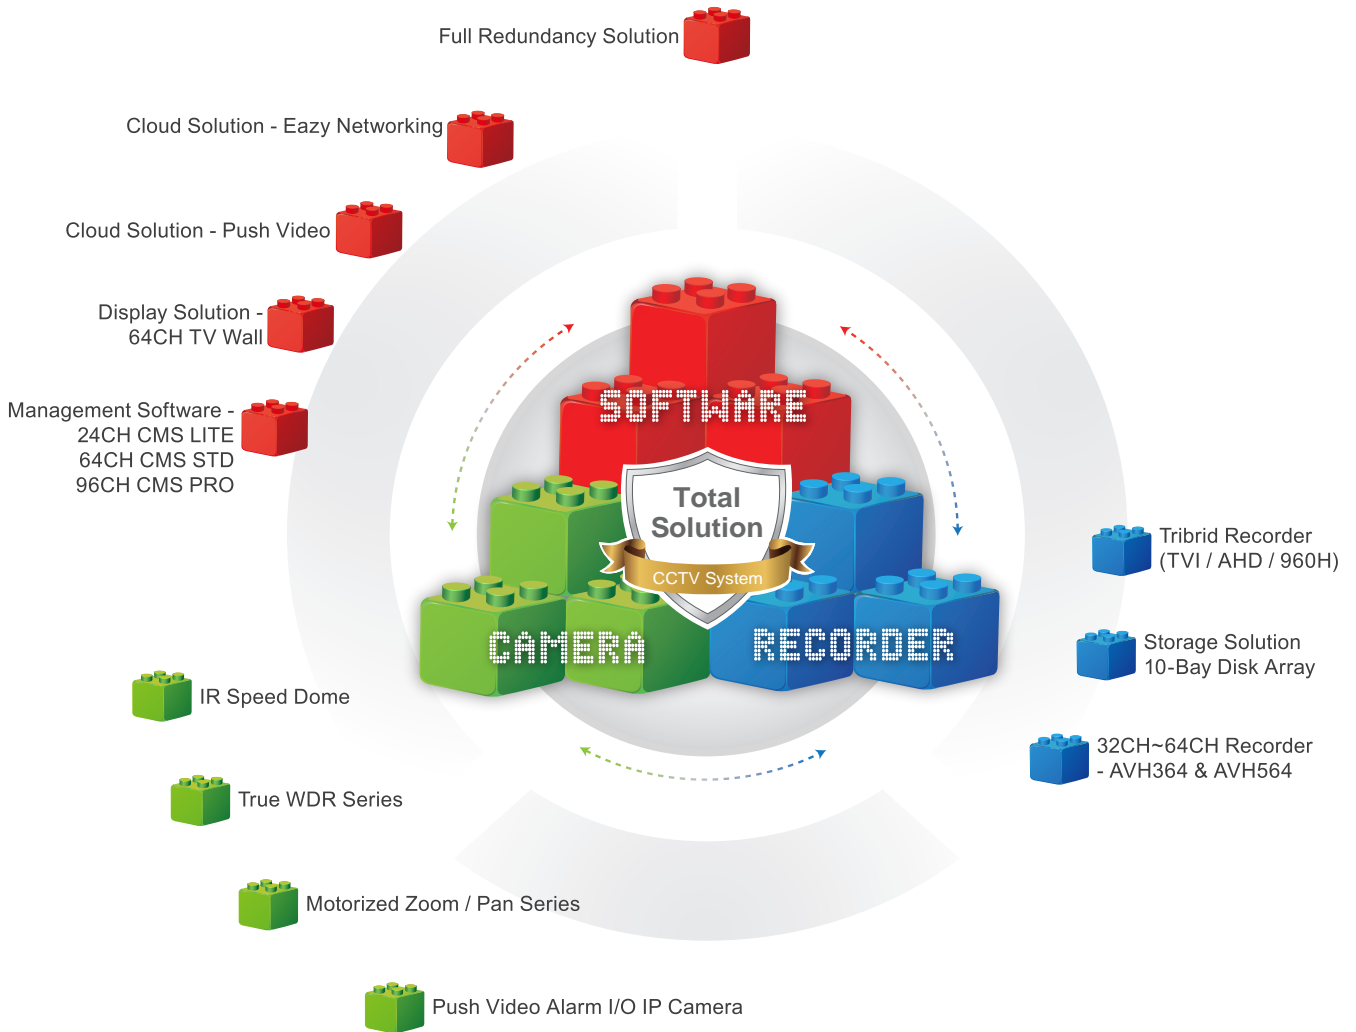 Full Redundancy Solution
Cloud Solution - Eazy Networking
Cloud Solution - Push Video
Display Solution -
64CH TV Wall
Management Software -
24CH CMS LITE
64CH CMS STD
96CH CMS PRO
SOFTWARE
Total
Solution
CCTV System
CAMERA
RECORDER
Tribrid Recorder
(TVI / AHD / 960H)
Storage Solution
10-Bay Disk Array
32CH~64CH Recorder
- AVH364 & AVH564
IR Speed Dome
True WDR Series
Motorized Zoom / Pan Series
Push Video Alarm I/O IP Camera